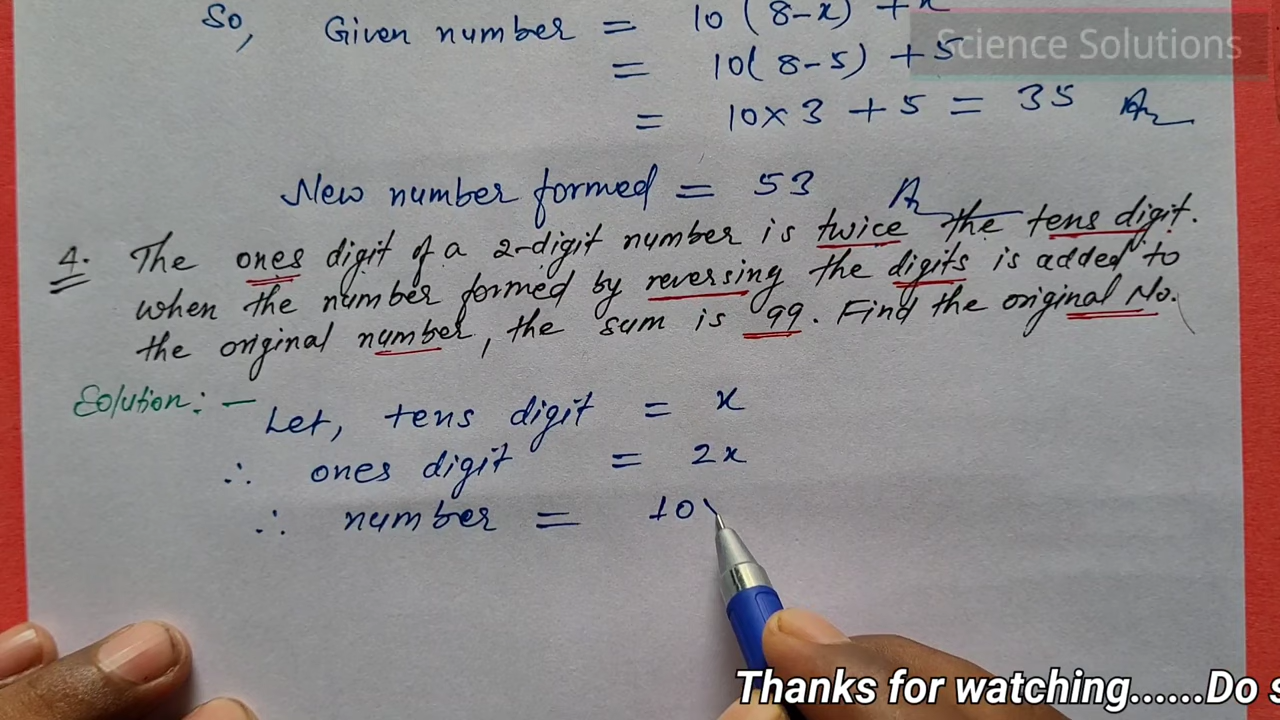 So, Given number = 10 ( 8-x) + x
Science Solutions
= 10( 8-5) + 5
= 10 x 3 + 5 = 35 An
New number formed = 53 An
4. The ones digit of a 2-digit number is twice the tens digit.
when the number formed by reversing the digits is added to
the original number, the sum is 99. Find the original No.
Solution: - Let, tens digit = x
∴ ones digit = 2x
∴ number = 10
Thanks for watching......Do s